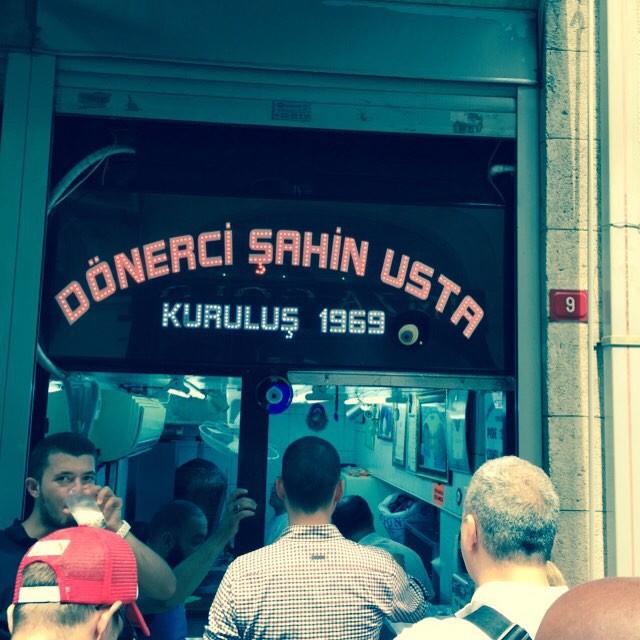 DÖNERCİ ŞAHİN USTA
KURULUŞ 1969
9